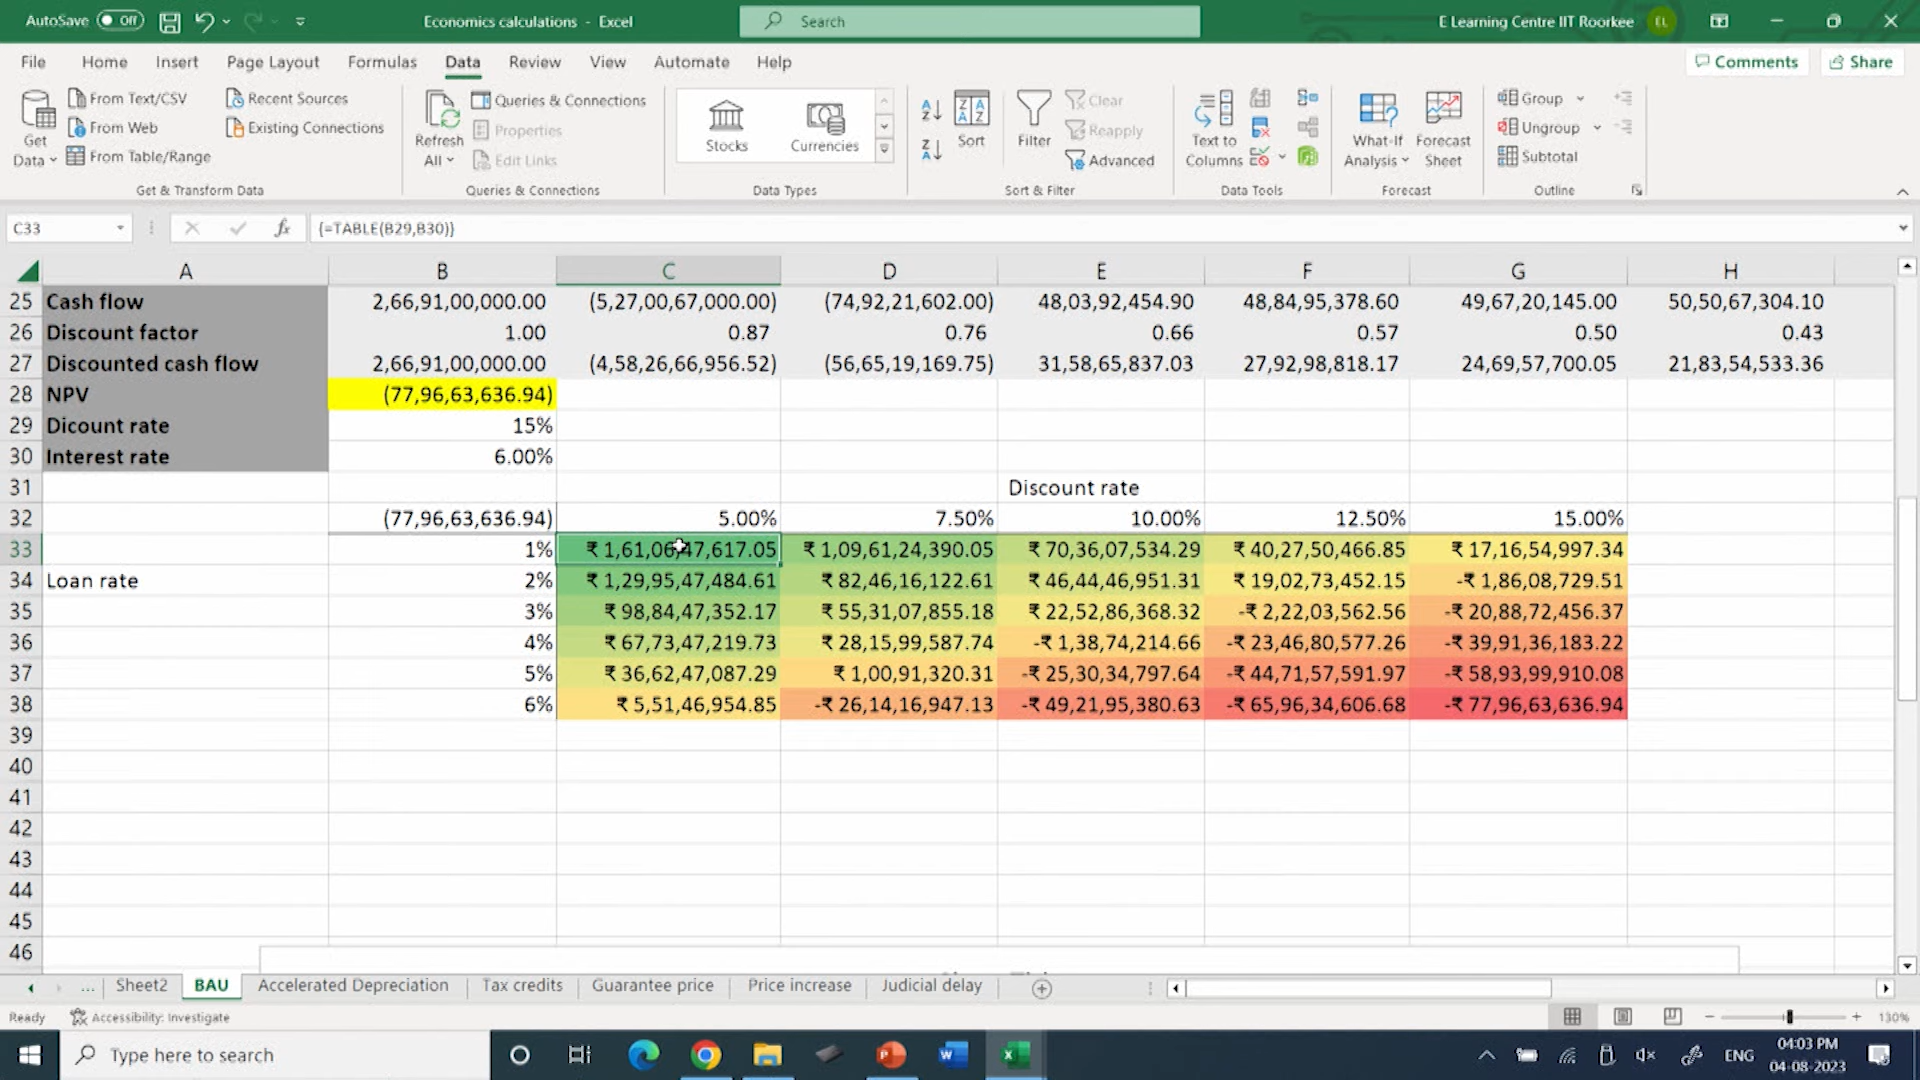 AutoSave Off Economics calculations - Excel Search E Learning Centre IIT Roorkee EL
File Home Insert Page Layout Formulas Data Review View Automate Help Comments Share
Get Data From Text/CSV From Web From Table/Range Recent Sources Existing Connections
Refresh All Queries & Connections Properties Edit Links
Stocks Currencies
Sort Filter Clear Reapply Advanced
Text to Columns What-If Analysis Forecast Sheet
Group Ungroup Subtotal
Get & Transform Data Queries & Connections Data Types Sort & Filter Data Tools Forecast Outline
C33 fx {=TABLE(B29,B30)}
A B C D E F G H
25 Cash flow 2,66,91,00,000.00 (5,27,00,67,000.00) (74,92,21,602.00) 48,03,92,454.90 48,84,95,378.60 49,67,20,145.00 50,50,67,304.10
26 Discount factor 1.00 0.87 0.76 0.66 0.57 0.50 0.43
27 Discounted cash flow 2,66,91,00,000.00 (4,58,26,66,956.52) (56,65,19,169.75) 31,58,65,837.03 27,92,98,818.17 24,69,57,700.05 21,83,54,533.36
28 NPV (77,96,63,636.94)
29 Dicount rate 15%
30 Interest rate 6.00%
31 Discount rate
32 (77,96,63,636.94) 5.00% 7.50% 10.00% 12.50% 15.00%
33 1% ₹ 1,61,06,47,617.05 ₹ 1,09,61,24,390.05 ₹ 70,36,07,534.29 ₹ 40,27,50,466.85 ₹ 17,16,54,997.34
34 Loan rate 2% ₹ 1,29,95,47,484.61 ₹ 82,46,16,122.61 ₹ 46,44,46,951.31 ₹ 19,02,73,452.15 -₹ 1,86,08,729.51
35 3% ₹ 98,84,47,352.17 ₹ 55,31,07,855.18 ₹ 22,52,86,368.32 -₹ 2,22,03,562.56 -₹ 20,88,72,456.37
36 4% ₹ 67,73,47,219.73 ₹ 28,15,99,587.74 -₹ 1,38,74,214.66 -₹ 23,46,80,577.26 -₹ 39,91,36,183.22
37 5% ₹ 36,62,47,087.29 ₹ 1,00,91,320.31 -₹ 25,30,34,797.64 -₹ 44,71,57,591.97 -₹ 58,93,99,910.08
38 6% ₹ 5,51,46,954.85 -₹ 26,14,16,947.13 -₹ 49,21,95,380.63 -₹ 65,96,34,606.68 -₹ 77,96,63,636.94
39
40
41
42
43
44
45
46
... Sheet2 BAU Accelerated Depreciation Tax credits Guarantee price Price increase Judicial delay
Ready Accessibility: Investigate 130%
Type here to search ENG 04:03 PM
04-08-2023